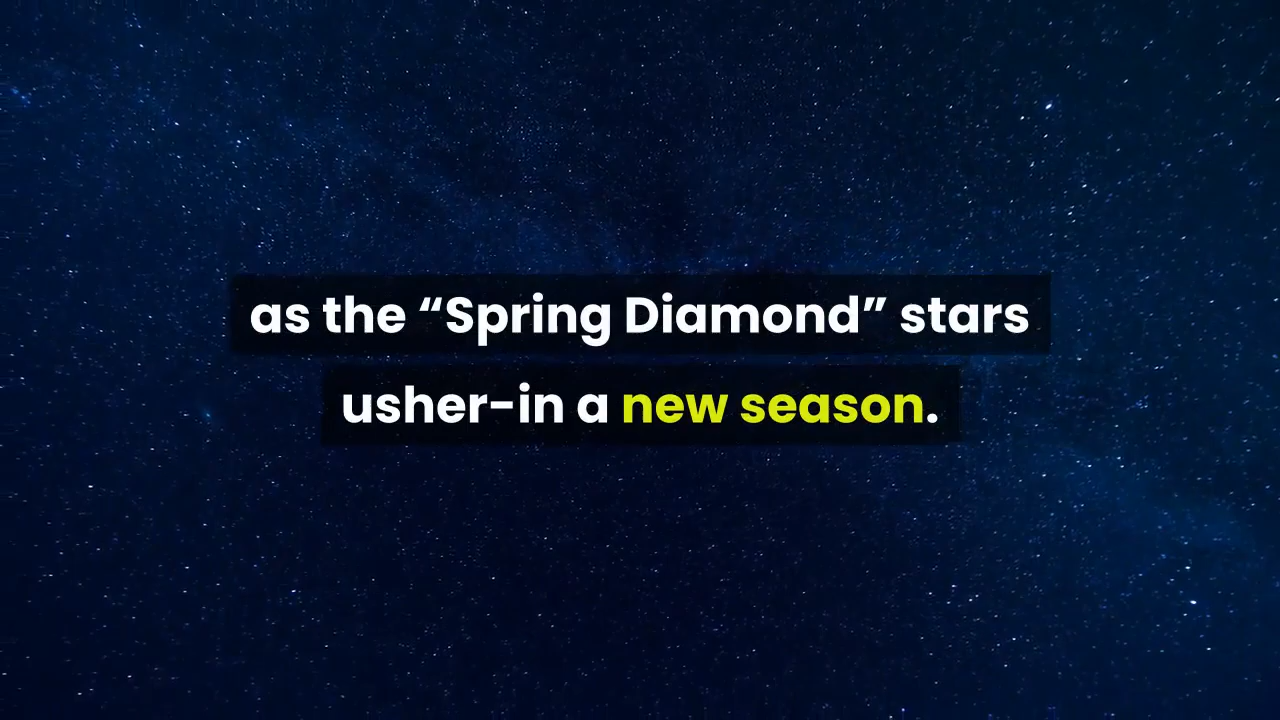 as the “Spring Diamond” stars
usher-in a new season.